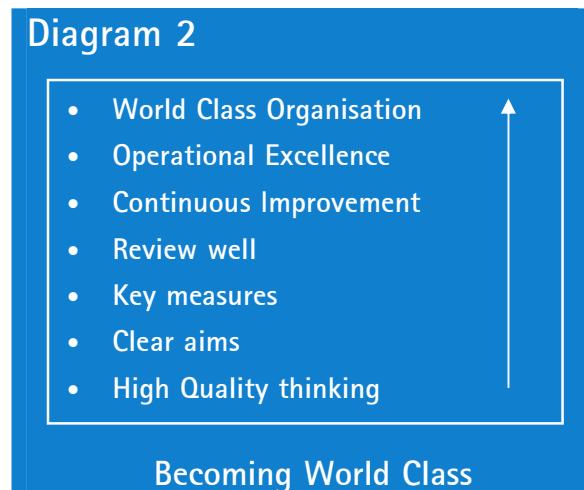 Diagram 2
• World Class Organisation
• Operational Excellence
• Continuous Improvement
• Review well
• Key measures
• Clear aims
• High Quality thinking
Becoming World Class